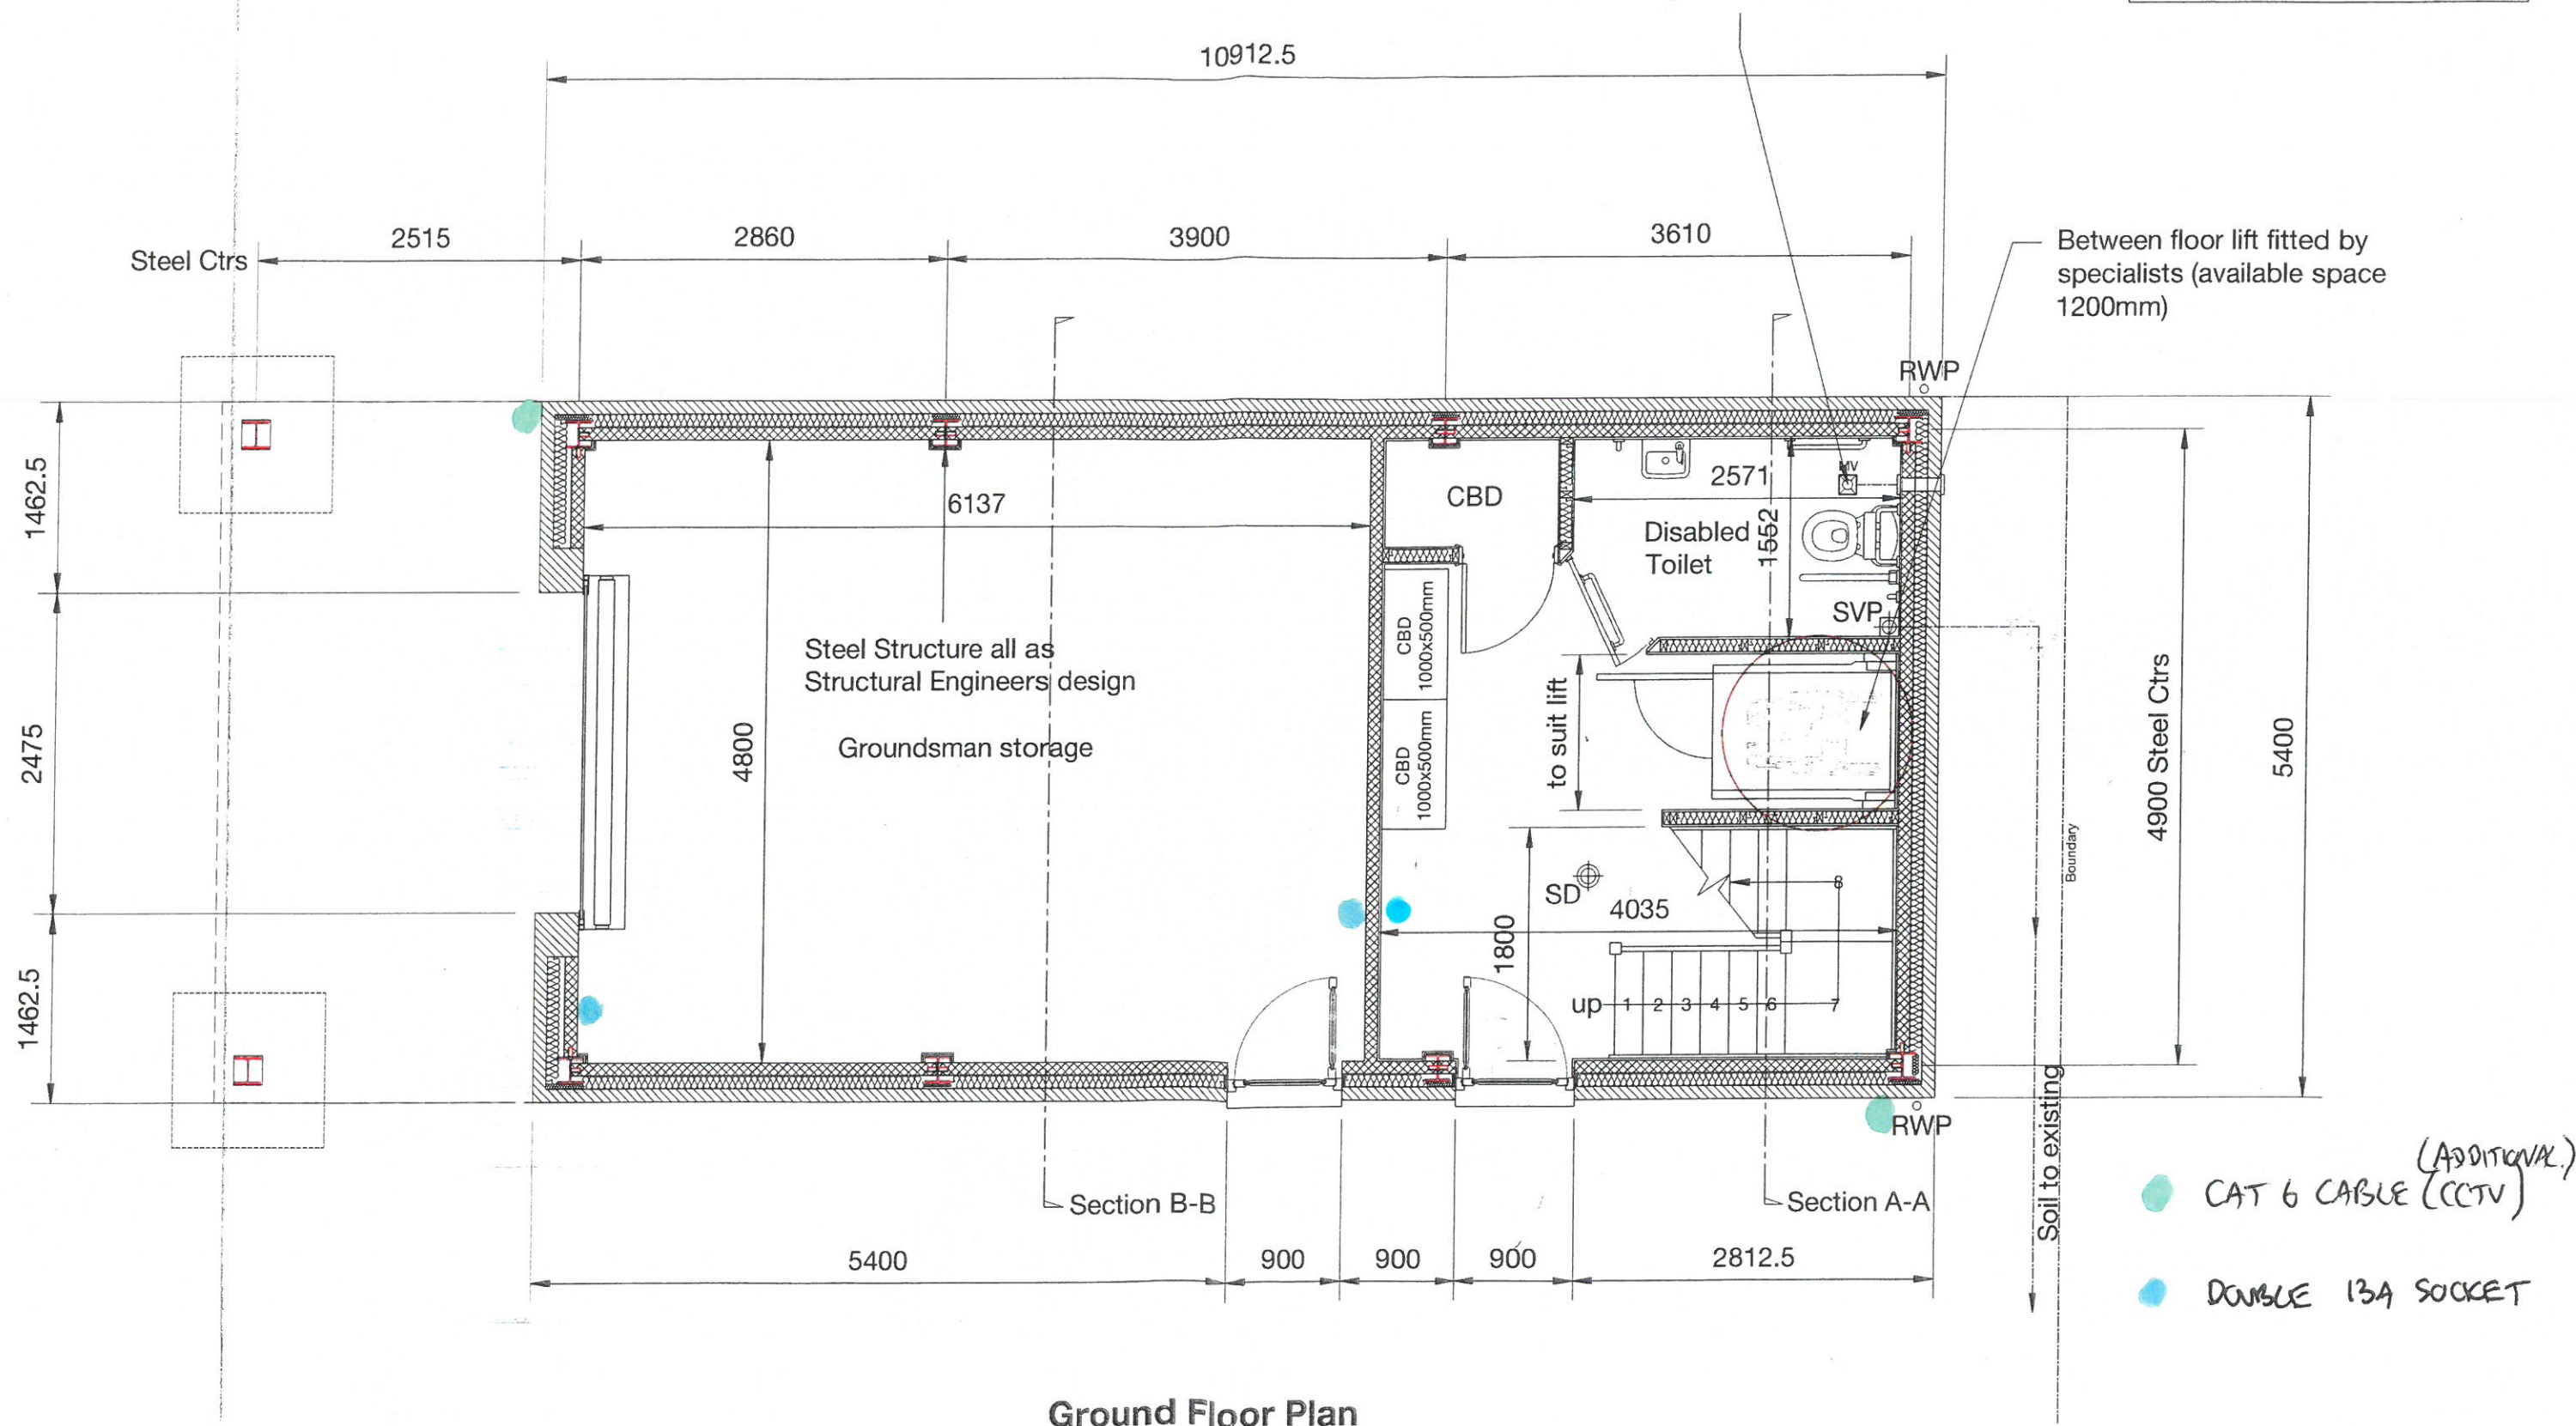 10912.5
Steel Ctrs
2515
2860
3900
3610
Between floor lift fitted by
specialists (available space
1200mm)
RWP
1462.5
2475
1462.5
6137
CBD
2571
MV
Disabled
Toilet
1552
SVP
CBD
1000x500mm
CBD
1000x500mm
Steel Structure all as
Structural Engineers design
Groundsman storage
4800
to suit lift
4900 Steel Ctrs
5400
Boundary
SD
4035
8
1800
up 1 2 3 4 5 6 7
RWP
Soil to existing
Section B-B
Section A-A
(ADDITIONAL)
CAT 6 CABLE (CCTV)
5400
900
900
900
2812.5
DOUBLE 13A SOCKET
Ground Floor Plan